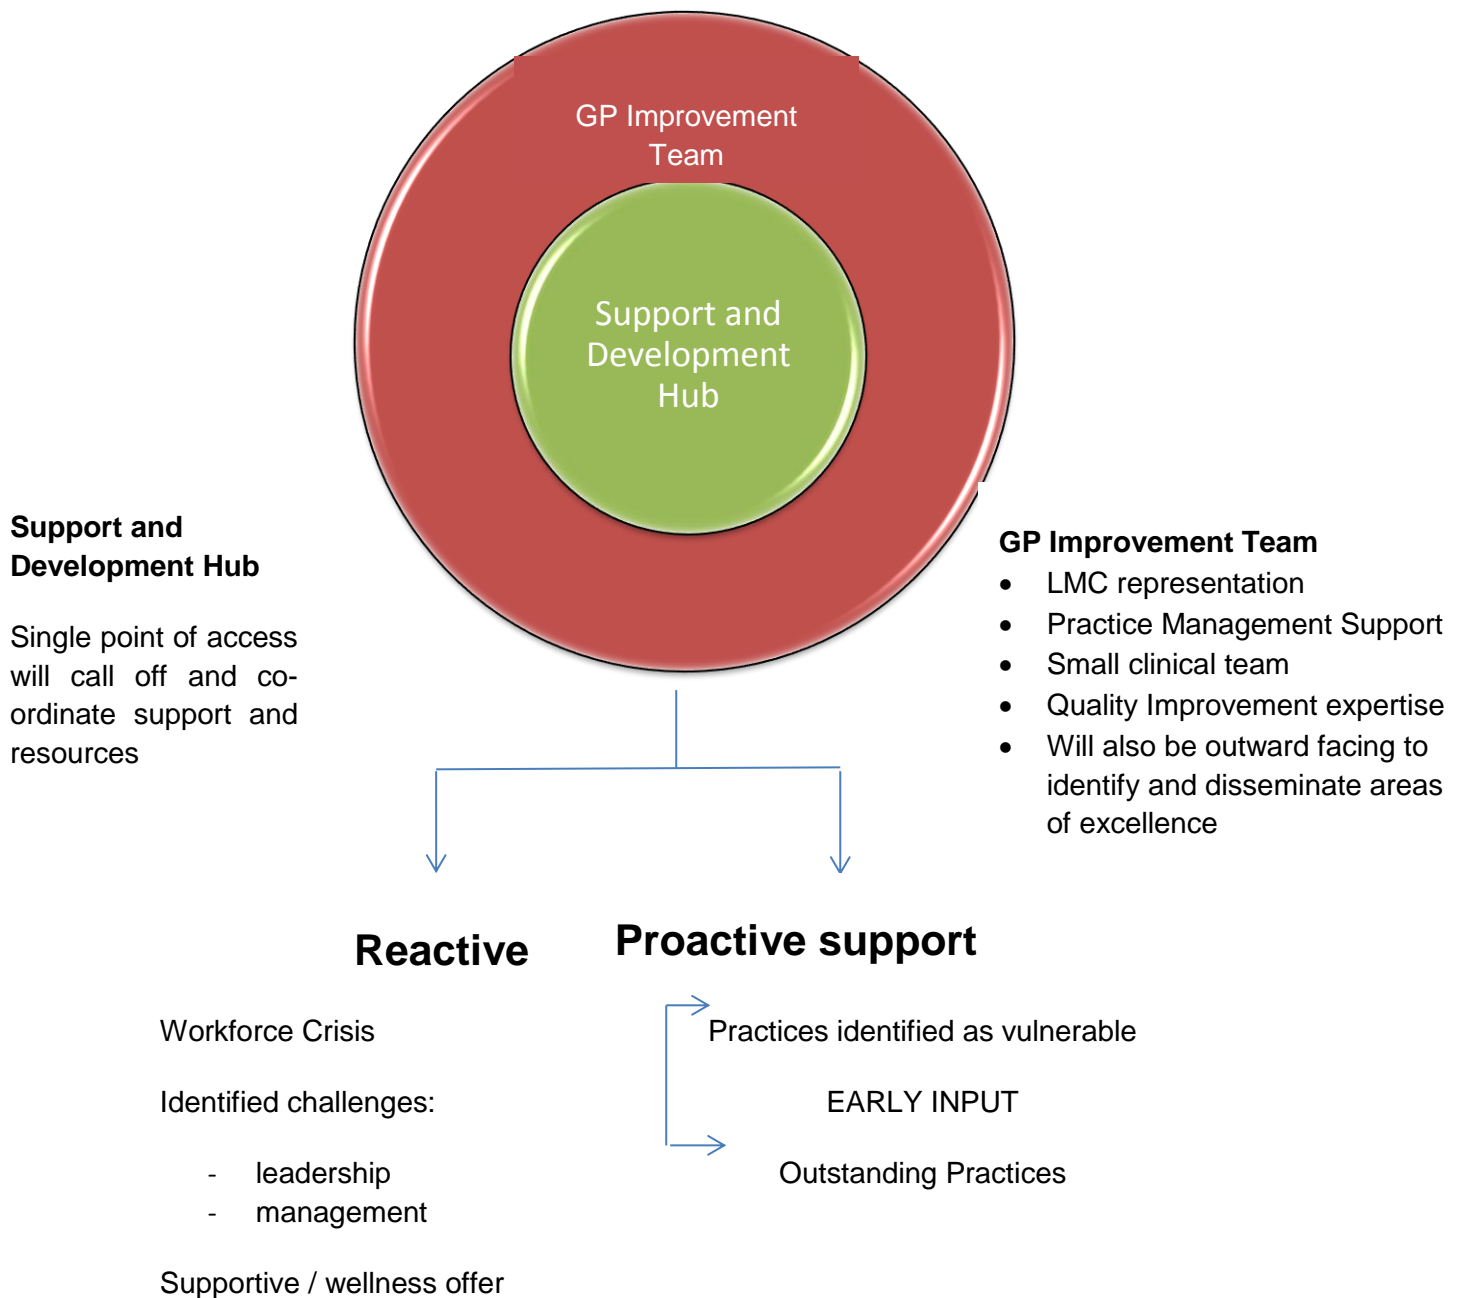 GP Improvement
Team
Support and
Development
Hub
Support and
Development Hub
Single point of access
will call off and co-
ordinate support and
resources
GP Improvement Team
• LMC representation
• Practice Management Support
• Small clinical team
• Quality Improvement expertise
• Will also be outward facing to
identify and disseminate areas
of excellence
Reactive
Workforce Crisis
Identified challenges:
- leadership
- management
Supportive / wellness offer
Proactive support
Practices identified as vulnerable
EARLY INPUT
Outstanding Practices